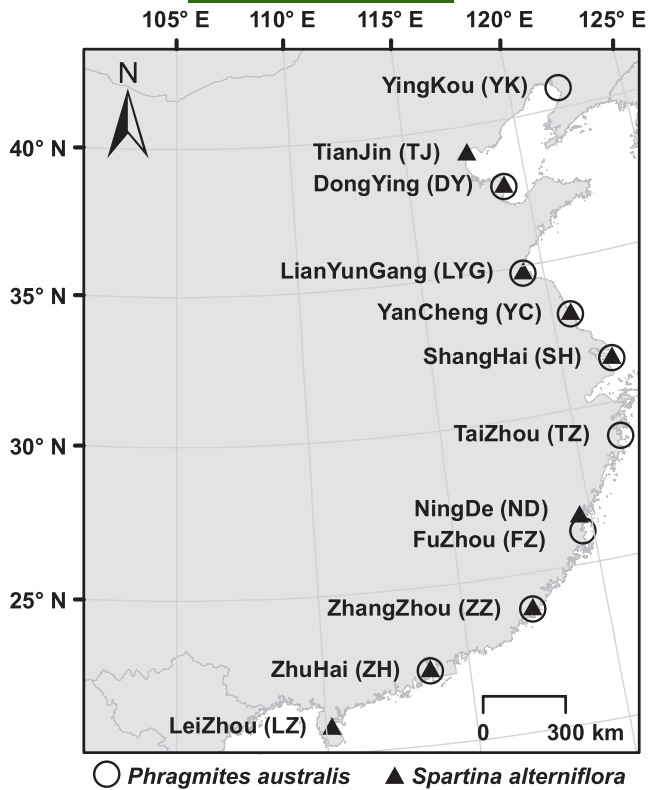 105° E 110° E 115° E 120° E 125° E
N
YingKou (YK)
40° N
TianJin (TJ)
DongYing (DY)
LianYunGang (LYG)
35° N
YanCheng (YC)
ShangHai (SH)
TaiZhou (TZ)
30° N
NingDe (ND)
FuZhou (FZ)
25° N
ZhangZhou (ZZ)
ZhuHai (ZH)
LeiZhou (LZ)
0 300 km
Phragmites australis Spartina alterniflora